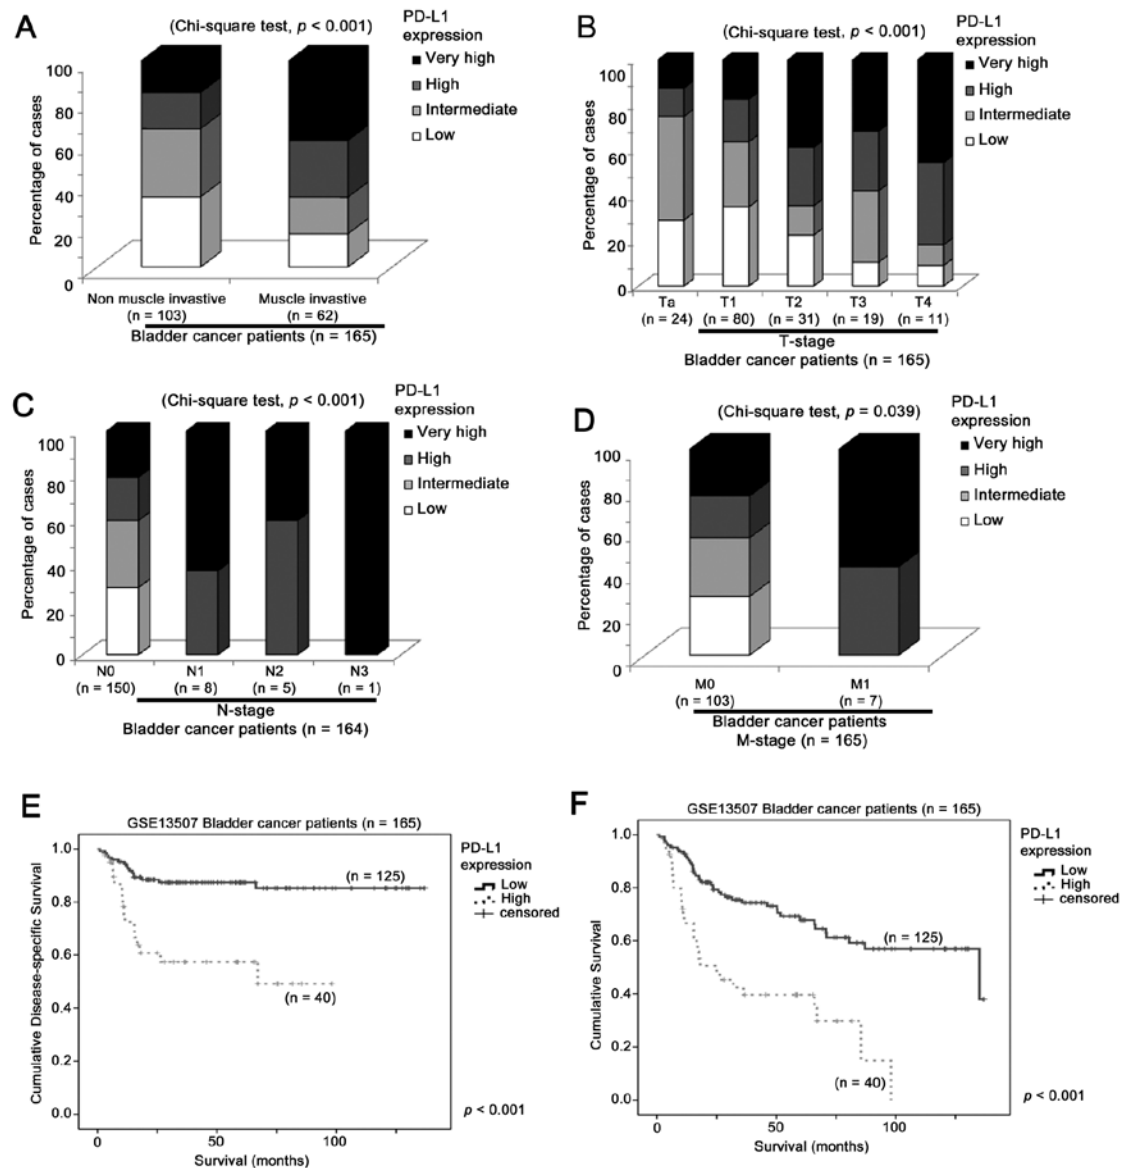 A
(Chi-square test, p < 0.001)
PD-L1
expression
Very high
High
Intermediate
Low
Percentage of cases
100
80
60
40
20
0
Non muscle invastive
(n = 103)
Muscle invastive
(n = 62)
Bladder cancer patients (n = 165)
B
(Chi-square test, p < 0.001)
PD-L1
expression
Very high
High
Intermediate
Low
Percentage of cases
100
80
60
40
20
0
Ta T1 T2 T3 T4
(n = 24) (n = 80) (n = 31) (n = 19) (n = 11)
T-stage
Bladder cancer patients (n = 165)
C
(Chi-square test, p < 0.001)
PD-L1
expression
Very high
High
Intermediate
Low
Percentage of cases
100
80
60
40
20
0
N0 N1 N2 N3
(n = 150) (n = 8) (n = 5) (n = 1)
N-stage
Bladder cancer patients (n = 164)
D
(Chi-square test, p = 0.039)
PD-L1
expression
Very high
High
Intermediate
Low
Percentage of cases
100
80
60
40
20
0
M0 M1
(n = 103) (n = 7)
Bladder cancer patients
M-stage (n = 165)
E
GSE13507 Bladder cancer patients (n = 165)
PD-L1
expression
Low
High
censored
Cumulative Disease-specific Survival
1.0
0.8
0.6
0.4
0.2
0.0
(n = 125)
(n = 40)
p < 0.001
0 50 100
Survival (months)
F
GSE13507 Bladder cancer patients (n = 165)
PD-L1
expression
Low
High
censored
Cumulative Survival
1.0
0.8
0.6
0.4
0.2
0.0
(n = 125)
(n = 40)
p < 0.001
0 50 100
Survival (months)